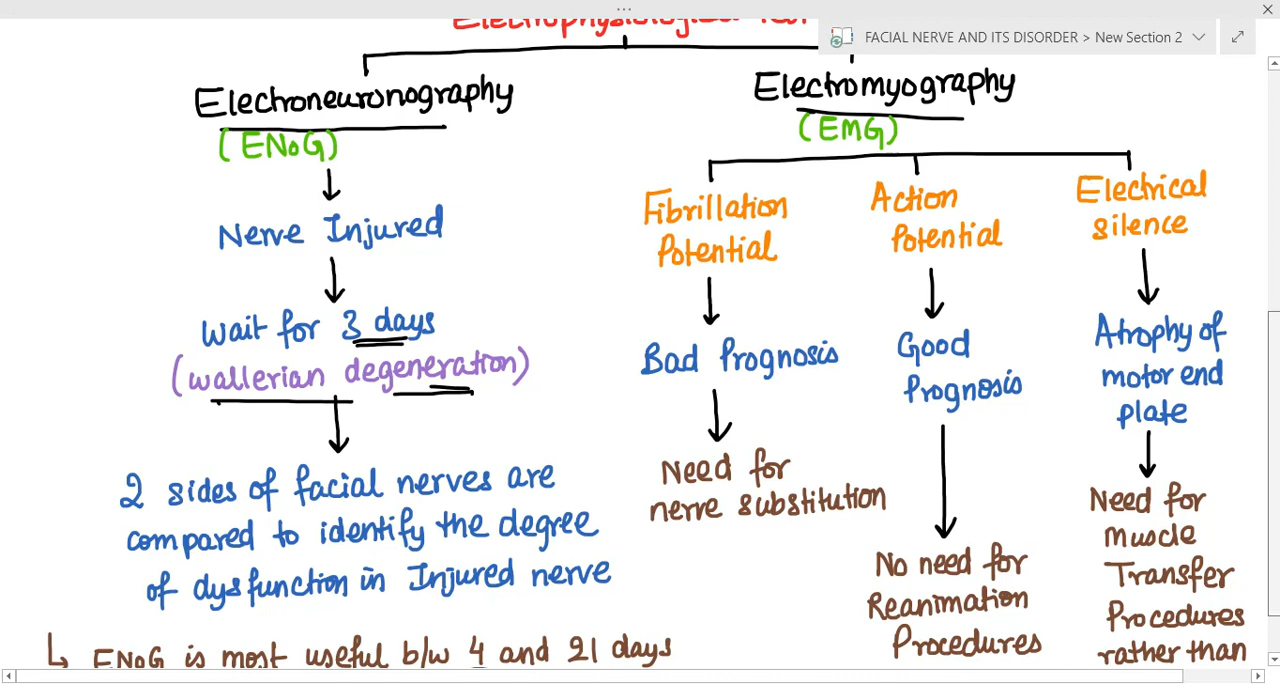 Electrophysiological Test
FACIAL NERVE AND ITS DISORDER > New Section 2
Electroneuronography
(ENoG)
Nerve Injured
Wait for 3 days
(wallerian degeneration)
2 sides of facial nerves are
compared to identify the degree
of dysfunction in Injured nerve
ENoG is most useful b/w 4 and 21 days
Electromyography
(EMG)
Fibrillation
Potential
Bad Prognosis
Need for
nerve substitution
Action
Potential
Good
Prognosis
No need for
Reanimation
Procedures
Electrical
silence
Atrophy of
motor end
plate
Need for
Muscle
Transfer
Procedures
rather than